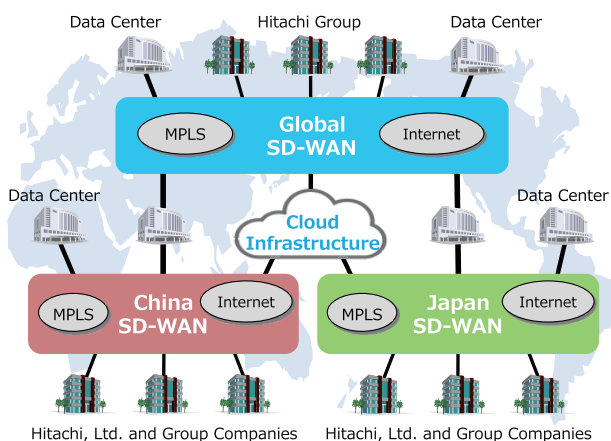 Data Center
Hitachi Group
Data Center
MPLS
Global
SD-WAN
Internet
Data Center
Data Center
Cloud
Infrastructure
MPLS
China
SD-WAN
Internet
MPLS
Japan
SD-WAN
Internet
Hitachi, Ltd. and Group Companies
Hitachi, Ltd. and Group Companies